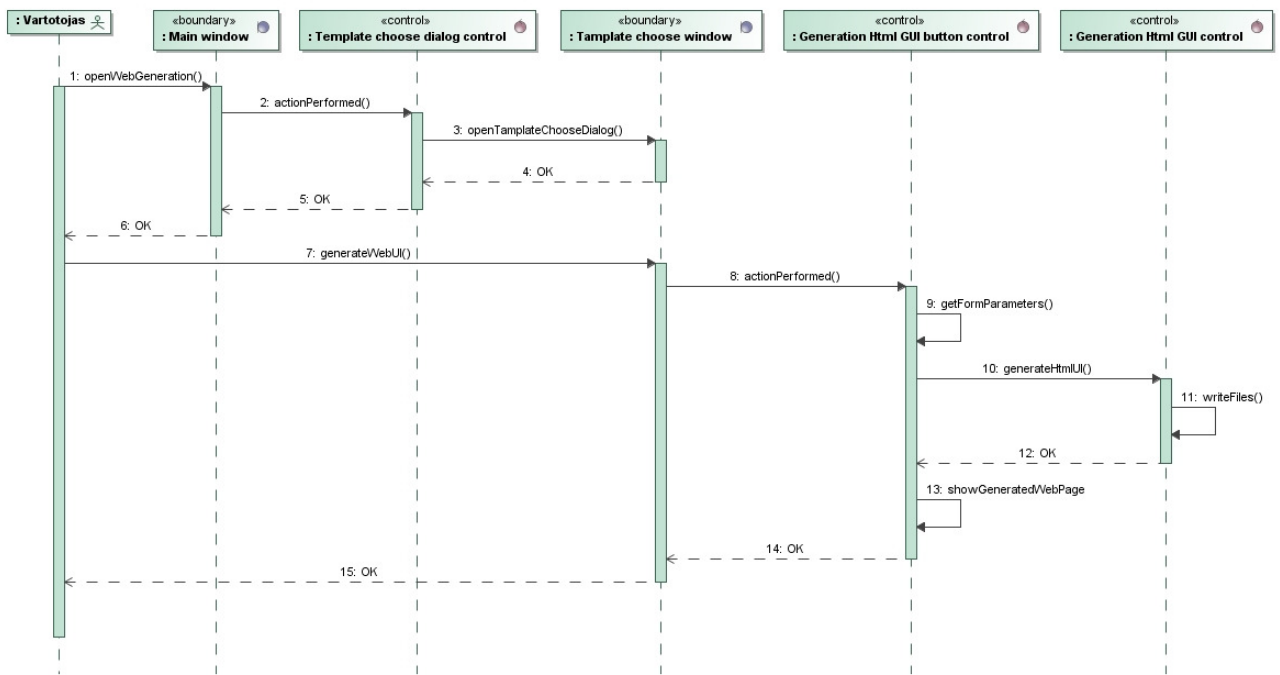 : Vartotojas
«boundary»
: Main window
«control»
: Template choose dialog control
«boundary»
: Tamplate choose window
«control»
: Generation Html GUI button control
«control»
: Generation Html GUI control
1: openWebGeneration()
2: actionPerformed()
3: openTamplateChooseDialog()
4: OK
5: OK
6: OK
7: generateWebUI()
8: actionPerformed()
9: getFormParameters()
10: generateHtmlUI()
11: writeFiles()
12: OK
13: showGeneratedWebPage
14: OK
15: OK